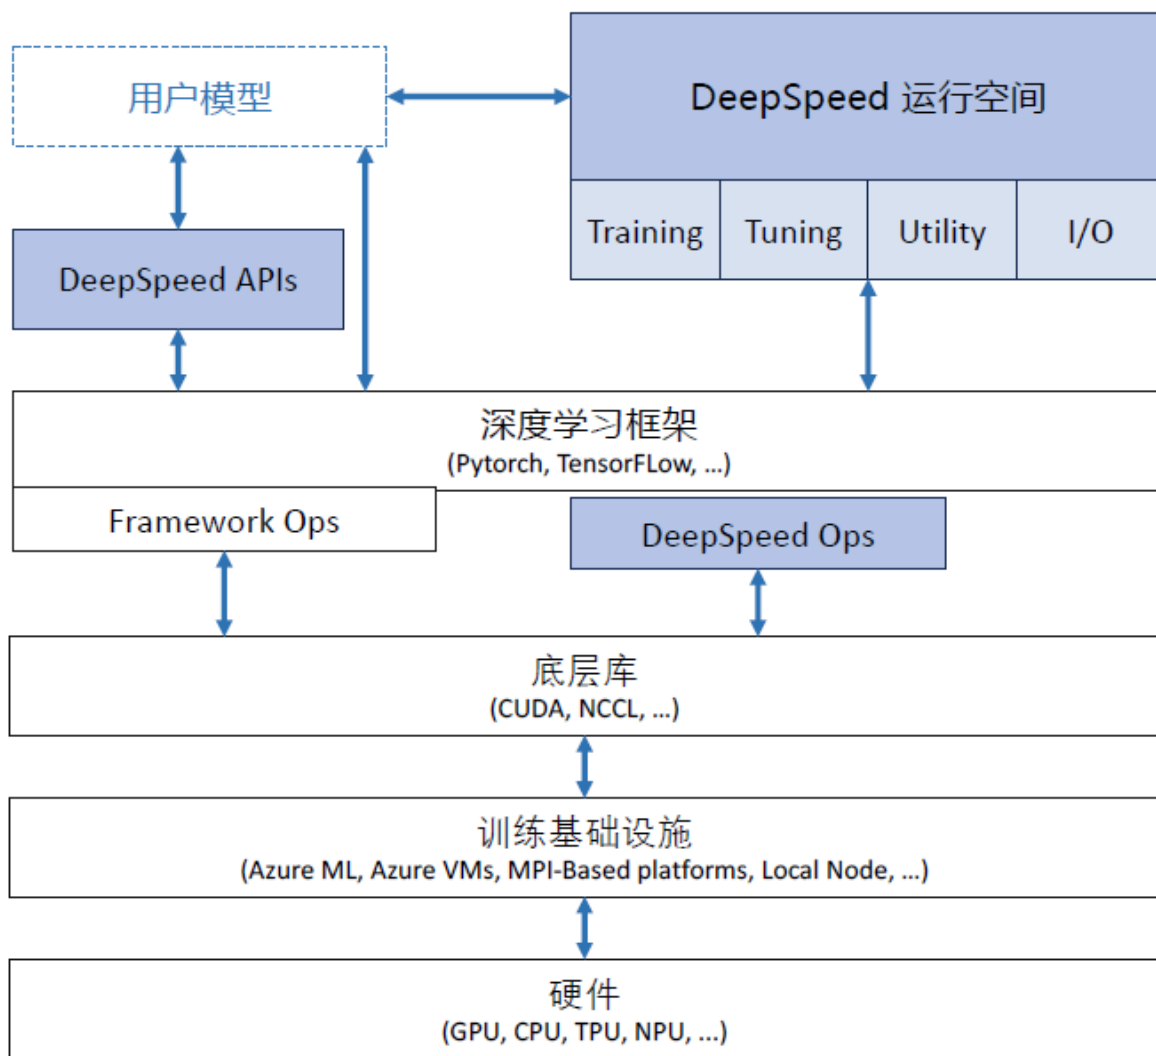 用户模型
DeepSpeed 运行空间
Training
Tuning
Utility
I/O
DeepSpeed APIs
深度学习框架
(Pytorch, TensorFLow, ...)
Framework Ops
DeepSpeed Ops
底层库
(CUDA, NCCL, ...)
训练基础设施
(Azure ML, Azure VMs, MPI-Based platforms, Local Node, ...)
硬件
(GPU, CPU, TPU, NPU, ...)